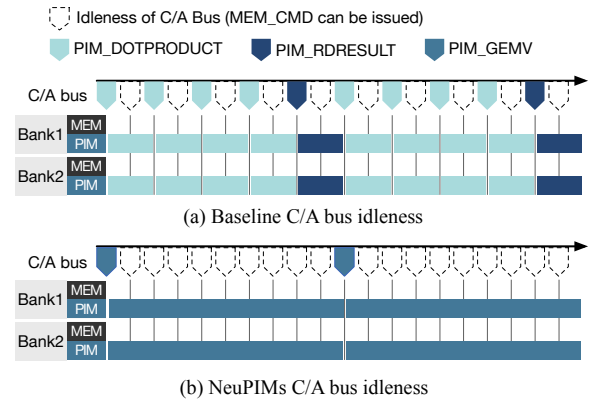 Idleness of C/A Bus (MEM_CMD can be issued)
PIM_DOTPRODUCT PIM_RDRESULT PIM_GEMV
C/A bus
Bank1 MEM
PIM
Bank2 MEM
PIM
(a) Baseline C/A bus idleness
C/A bus
Bank1 MEM
PIM
Bank2 MEM
PIM
(b) NeuPIMs C/A bus idleness